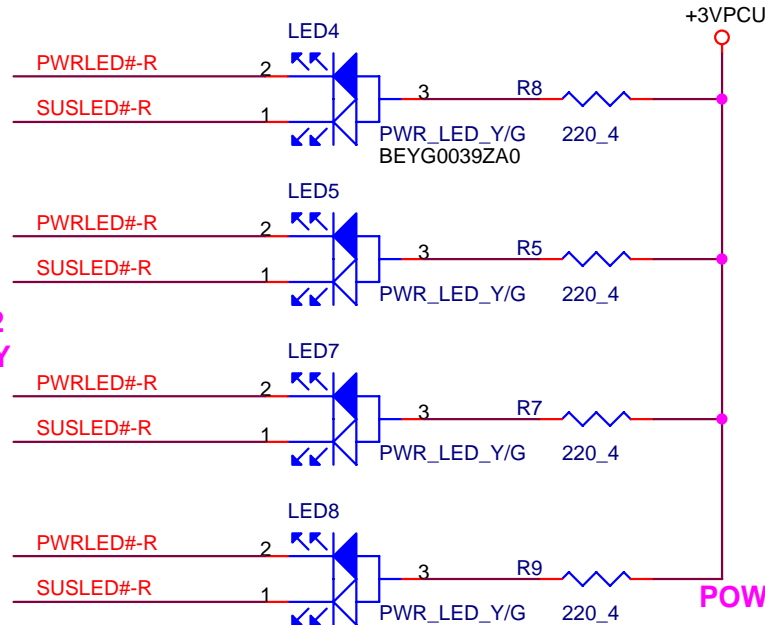 +3VPCU
LED4
PWRLED#-R 2
3 R8
SUSLED#-R 1
PWR_LED_Y/G 220_4
BEYG0039ZA0
LED5
PWRLED#-R 2
3 R5
SUSLED#-R 1
PWR_LED_Y/G 220_4
2
Y
LED7
PWRLED#-R 2
3 R7
SUSLED#-R 1
PWR_LED_Y/G 220_4
LED8
PWRLED#-R 2
3 R9
SUSLED#-R 1
POW
PWR_LED_Y/G 220_4